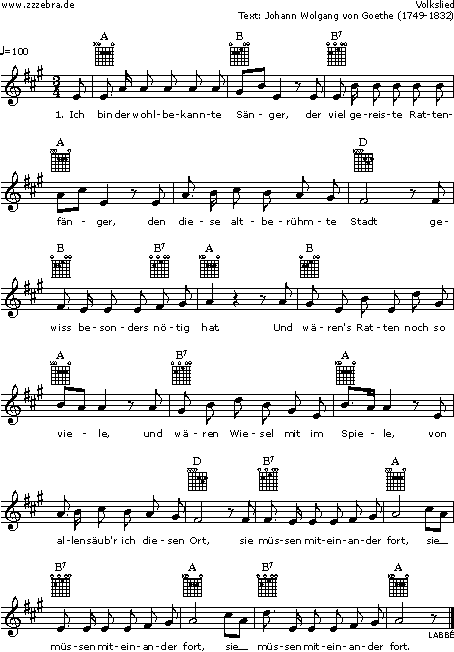 www.zzzebra.de
Volkslied
Text: Johann Wolgang von Goethe (1749-1832)
♩=100
A B B7
1. Ich bin der wohl-be-kann-te Sän-ger, der viel ge-reis-te Rat-ten-
A D
fän-ger, den die-se alt-be-rühm-te Stadt ge-
B B7 A B
wiss be-son-ders nö-tig hat. Und wä-ren's Rat-ten noch so
A B7 A
vie-le, und wä-ren Wie-sel mit im Spie-le, von
D B7 A
al-len säub'r ich die-sen Ort, sie müs-sen mit-ein-an-der fort, sie
B7 A B7 A
müs-sen mit-ein-an-der fort, sie müs-sen mit-ein-an-der fort.
LABBÉ